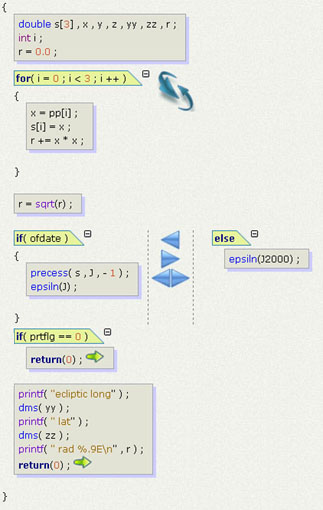 {
double s[3] , x , y , z , yy , zz , r ;
int i ;
r = 0.0 ;
for( i = 0 ; i < 3 ; i ++ )
{
x = pp[i] ;
s[i] = x ;
r += x * x ;
}
r = sqrt(r) ;
if( ofdate )
else
{
precess( s , J , - 1 ) ;
epsiln(J2000) ;
epsiln(J) ;
}
if( prtflg == 0 )
return(0) ;
printf( "ecliptic long" ) ;
dms( yy ) ;
printf( " lat" ) ;
dms( zz ) ;
printf( " rad %.9E\n" , r ) ;
return(0) ;
}